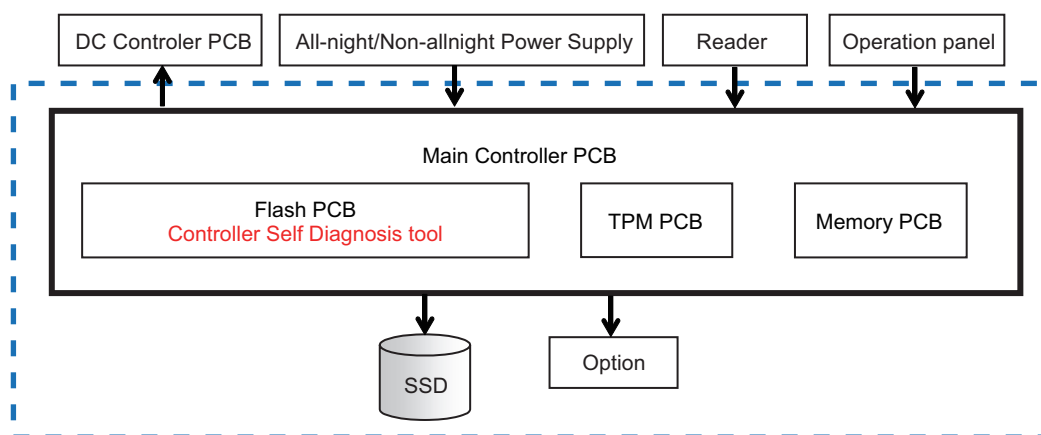 DC Controler PCB
All-night/Non-allnight Power Supply
Reader
Operation panel
Main Controller PCB
Flash PCB
Controller Self Diagnosis tool
TPM PCB
Memory PCB
SSD
Option